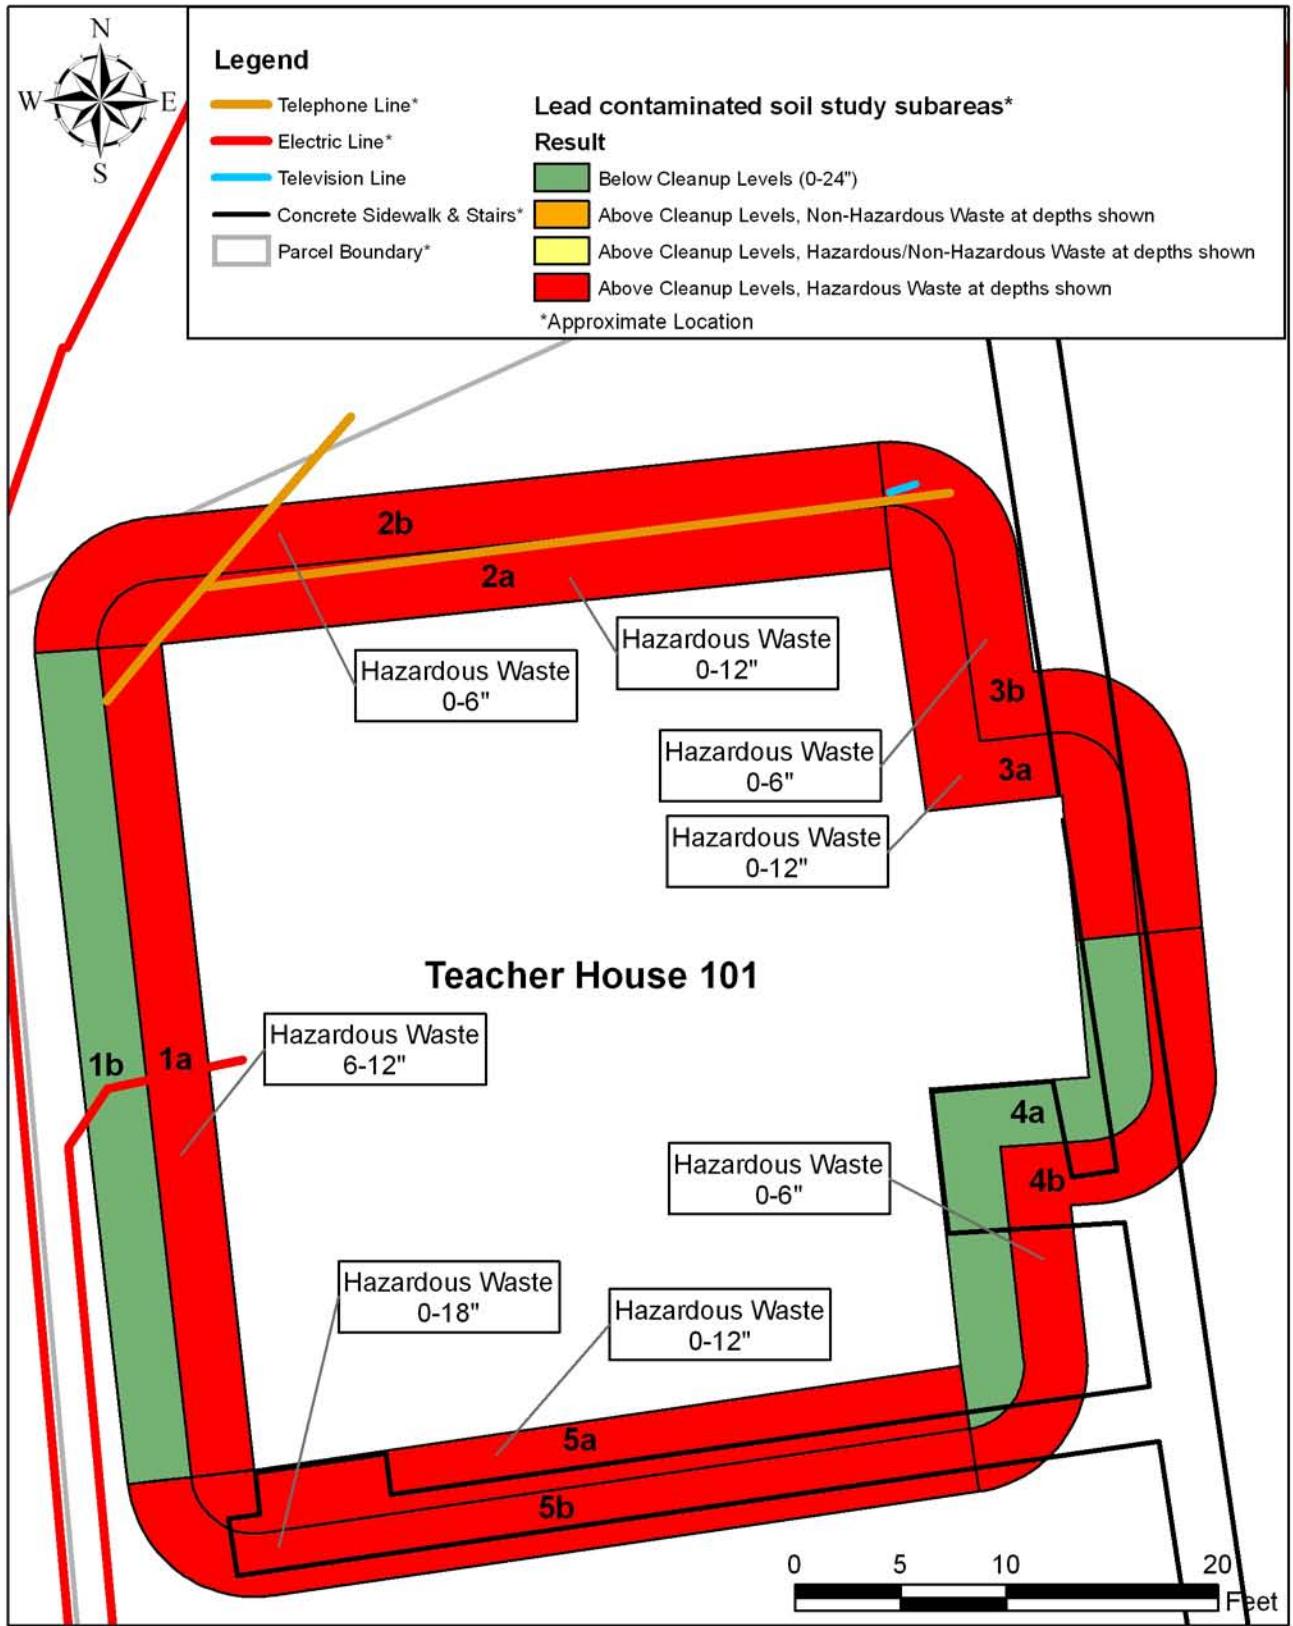 N
W
E
S
Legend
Telephone Line*
Electric Line*
Television Line
Concrete Sidewalk & Stairs*
Parcel Boundary*
Lead contaminated soil study subareas*
Result
Below Cleanup Levels (0-24")
Above Cleanup Levels, Non-Hazardous Waste at depths shown
Above Cleanup Levels, Hazardous/Non-Hazardous Waste at depths shown
Above Cleanup Levels, Hazardous Waste at depths shown
*Approximate Location
2b
2a
Hazardous Waste
0-6"
Hazardous Waste
0-12"
3b
3a
Hazardous Waste
0-6"
Hazardous Waste
0-12"
Teacher House 101
1b
1a
Hazardous Waste
6-12"
4a
4b
Hazardous Waste
0-6"
Hazardous Waste
0-18"
Hazardous Waste
0-12"
5a
5b
0 5 10 20
Feet